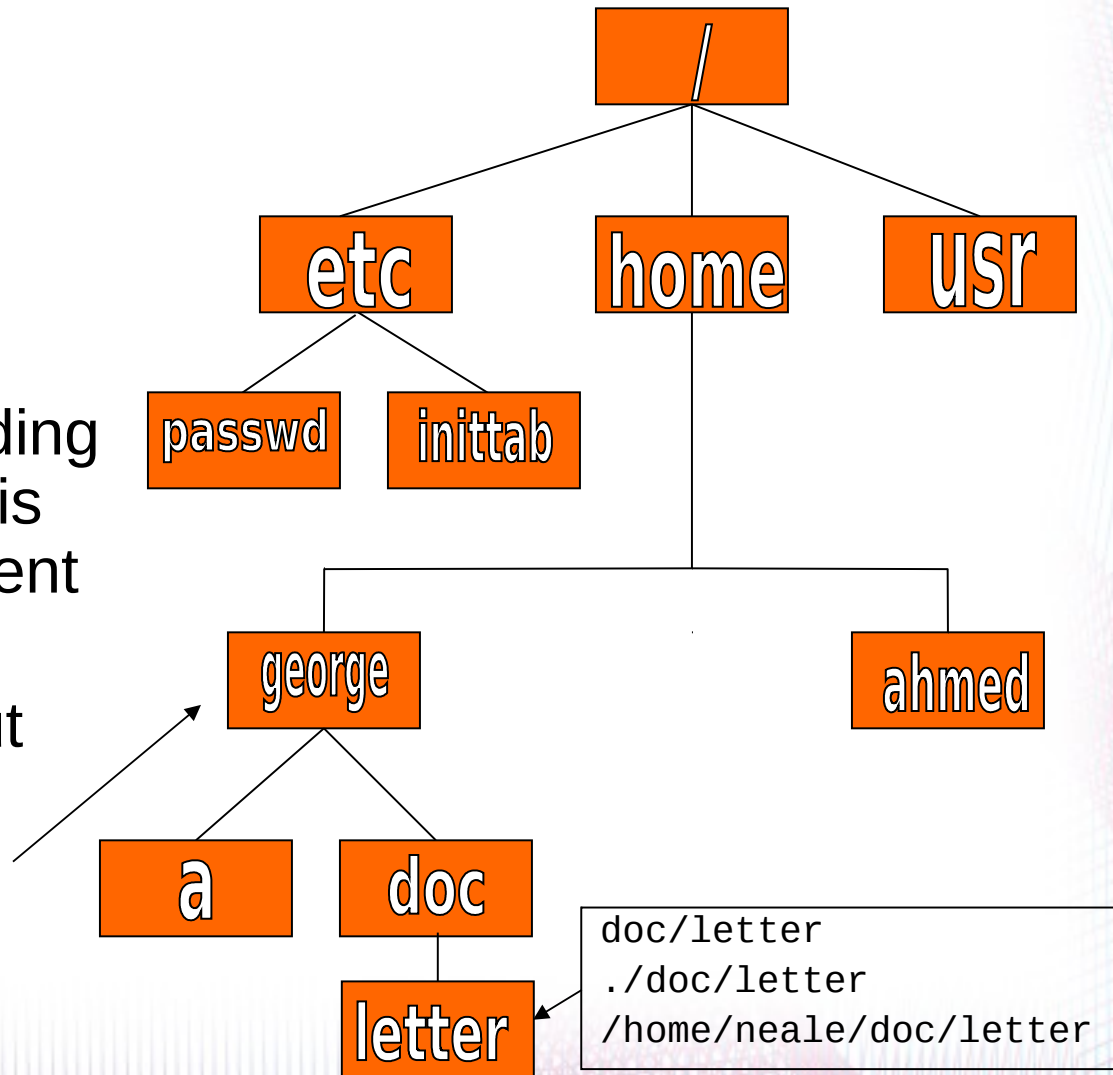 /
etc
home
usr
passwd
inittab
ding
is
ent
george
ahmed
ut
a
doc
letter
doc/letter
./doc/letter
/home/neale/doc/letter